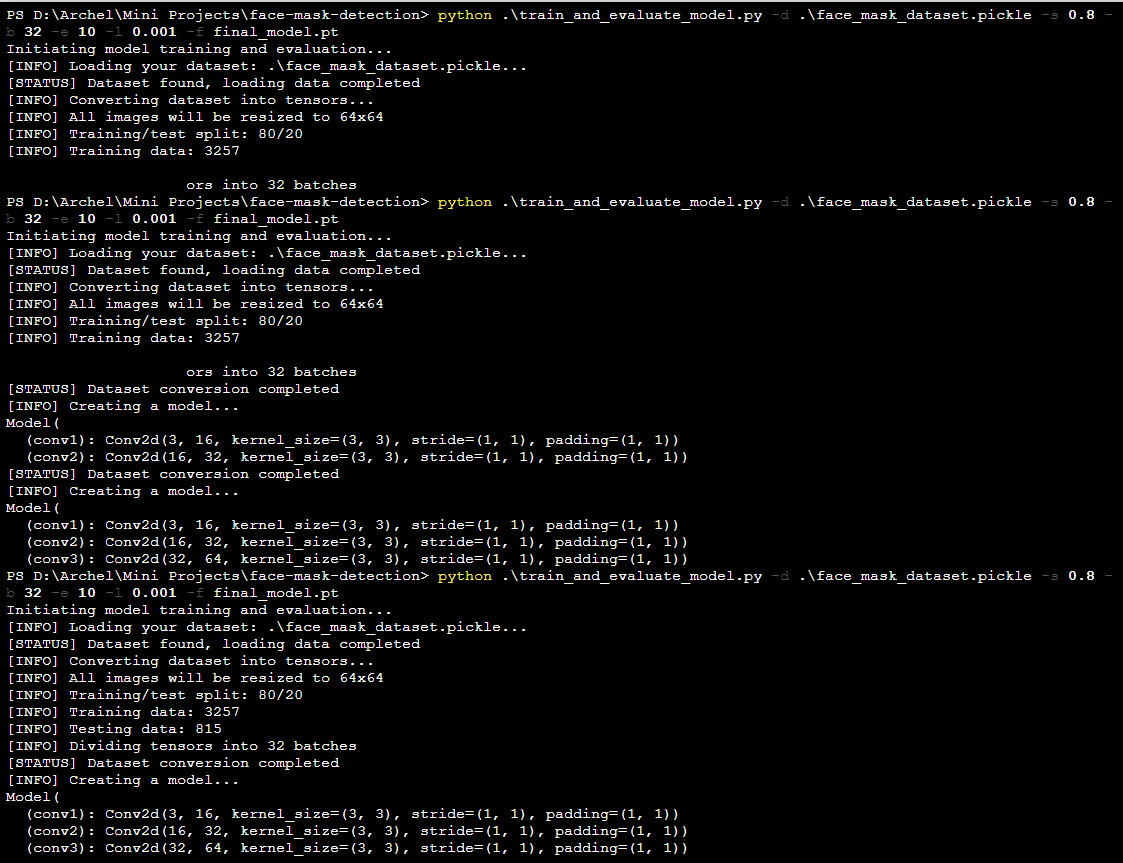 PS D:\Archel\Mini Projects\face-mask-detection> python .\train_and_evaluate_model.py -d .\face_mask_dataset.pickle -s 0.8 -
b 32 -e 10 -l 0.001 -f final_model.pt
Initiating model training and evaluation...
[INFO] Loading your dataset: .\face_mask_dataset.pickle...
[STATUS] Dataset found, loading data completed
[INFO] Converting dataset into tensors...
[INFO] All images will be resized to 64x64
[INFO] Training/test split: 80/20
[INFO] Training data: 3257
ors into 32 batches
PS D:\Archel\Mini Projects\face-mask-detection> python .\train_and_evaluate_model.py -d .\face_mask_dataset.pickle -s 0.8 -
b 32 -e 10 -l 0.001 -f final_model.pt
Initiating model training and evaluation...
[INFO] Loading your dataset: .\face_mask_dataset.pickle...
[STATUS] Dataset found, loading data completed
[INFO] Converting dataset into tensors...
[INFO] All images will be resized to 64x64
[INFO] Training/test split: 80/20
[INFO] Training data: 3257
ors into 32 batches
[STATUS] Dataset conversion completed
[INFO] Creating a model...
Model(
(conv1): Conv2d(3, 16, kernel_size=(3, 3), stride=(1, 1), padding=(1, 1))
(conv2): Conv2d(16, 32, kernel_size=(3, 3), stride=(1, 1), padding=(1, 1))
[STATUS] Dataset conversion completed
[INFO] Creating a model...
Model(
(conv1): Conv2d(3, 16, kernel_size=(3, 3), stride=(1, 1), padding=(1, 1))
(conv2): Conv2d(16, 32, kernel_size=(3, 3), stride=(1, 1), padding=(1, 1))
(conv3): Conv2d(32, 64, kernel_size=(3, 3), stride=(1, 1), padding=(1, 1))
PS D:\Archel\Mini Projects\face-mask-detection> python .\train_and_evaluate_model.py -d .\face_mask_dataset.pickle -s 0.8 -
b 32 -e 10 -l 0.001 -f final_model.pt
Initiating model training and evaluation...
[INFO] Loading your dataset: .\face_mask_dataset.pickle...
[STATUS] Dataset found, loading data completed
[INFO] Converting dataset into tensors...
[INFO] All images will be resized to 64x64
[INFO] Training/test split: 80/20
[INFO] Training data: 3257
[INFO] Testing data: 815
[INFO] Dividing tensors into 32 batches
[STATUS] Dataset conversion completed
[INFO] Creating a model...
Model(
(conv1): Conv2d(3, 16, kernel_size=(3, 3), stride=(1, 1), padding=(1, 1))
(conv2): Conv2d(16, 32, kernel_size=(3, 3), stride=(1, 1), padding=(1, 1))
(conv3): Conv2d(32, 64, kernel_size=(3, 3), stride=(1, 1), padding=(1, 1))